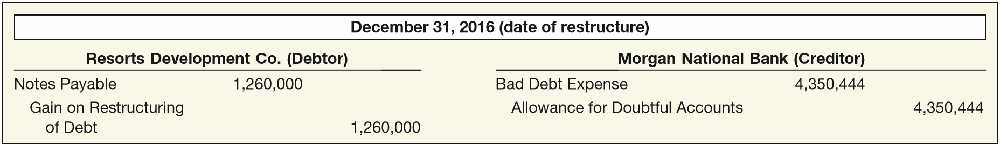 December 31, 2016 (date of restructure)
Resorts Development Co. (Debtor)
Notes Payable 1,260,000
Gain on Restructuring
of Debt 1,260,000
Morgan National Bank (Creditor)
Bad Debt Expense 4,350,444
Allowance for Doubtful Accounts 4,350,444